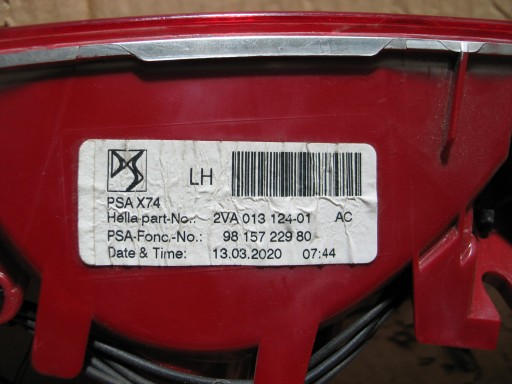 DS
LH
PSA X74
Hella part-No.: 2VA 013 124-01 AC
PSA-Fonc.-No.: 98 157 229 80
Date & Time: 13.03.2020 07:44